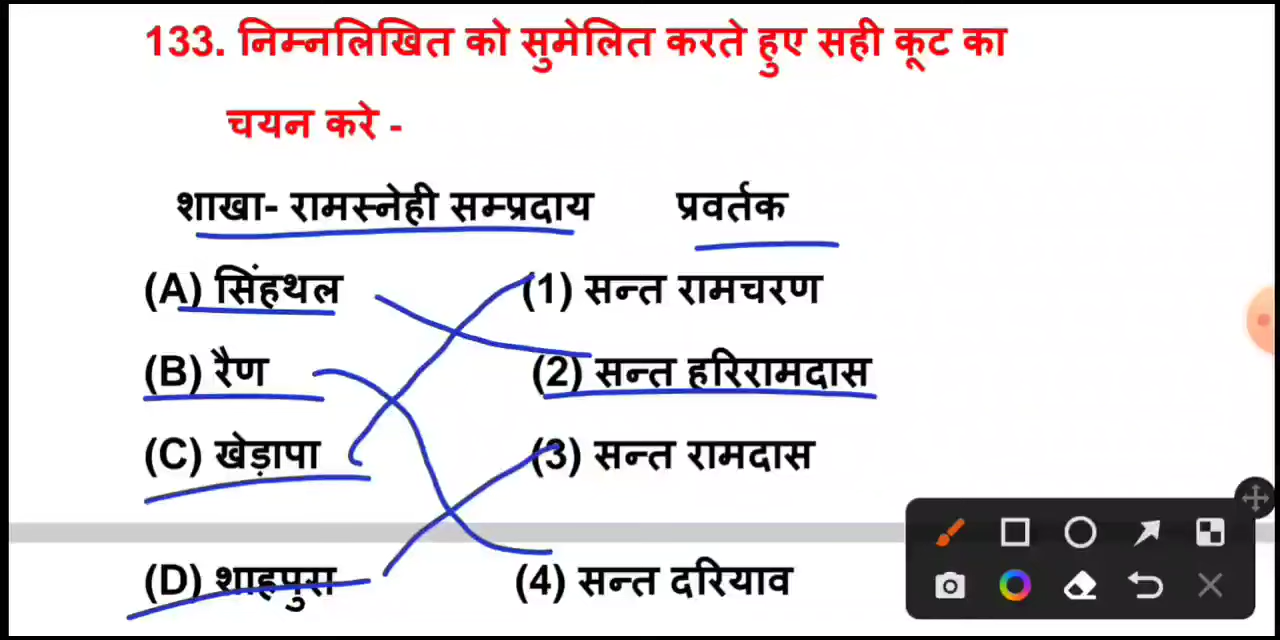 133. निम्नलिखित को सुमेलित करते हुए सही कूट का
चयन करे -
शाखा- रामस्नेही सम्प्रदाय प्रवर्तक
(A) सिंहथल (1) सन्त रामचरण
(B) रैण (2) सन्त हरिरामदास
(C) खेड़ापा (3) सन्त रामदास
(D) शाहपुरा (4) सन्त दरियाव